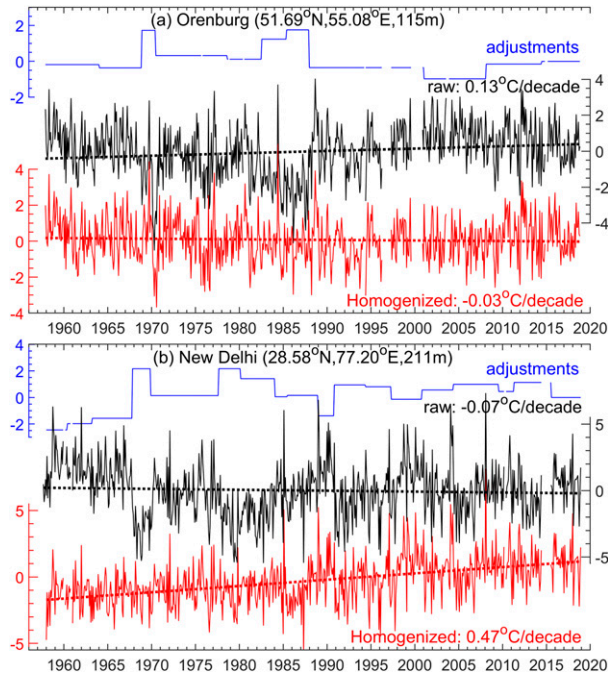 (a) Orenburg (51.69°N,55.08°E,115m)
adjustments
raw: 0.13°C/decade
Homogenized: -0.03°C/decade
2
0
-2
4
2
0
-2
-4
4
2
0
-2
-4
1960 1965 1970 1975 1980 1985 1990 1995 2000 2005 2010 2015 2020
(b) New Delhi (28.58°N,77.20°E,211m)
adjustments
raw: -0.07°C/decade
Homogenized: 0.47°C/decade
2
0
-2
5
0
-5
5
0
-5
1960 1965 1970 1975 1980 1985 1990 1995 2000 2005 2010 2015 2020